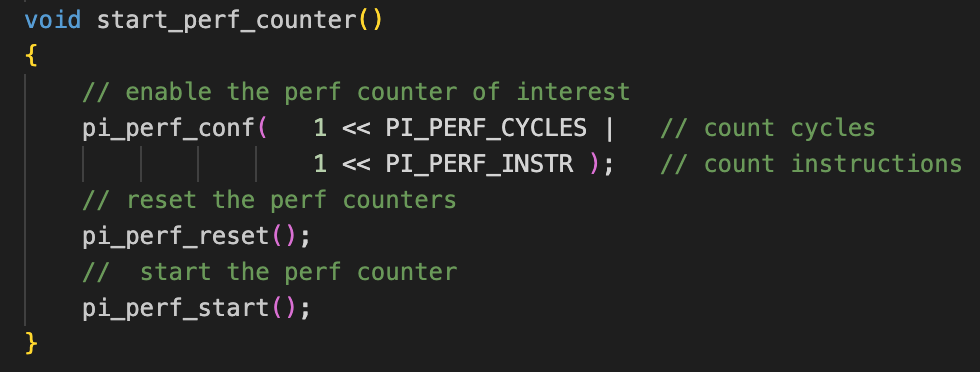 void start_perf_counter()
{
    // enable the perf counter of interest
    pi_perf_conf(   1 << PI_PERF_CYCLES |   // count cycles
                    1 << PI_PERF_INSTR );   // count instructions
    // reset the perf counters
    pi_perf_reset();
    //  start the perf counter
    pi_perf_start();
}